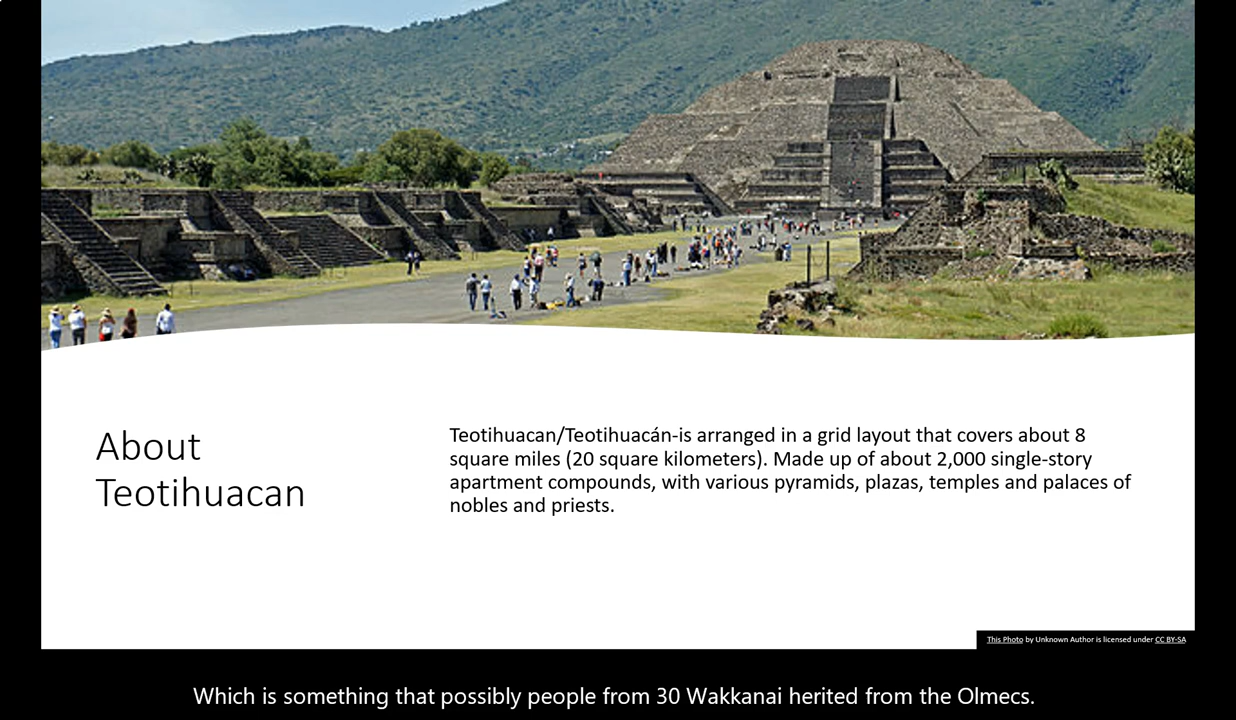 About
Teotihuacan
Teotihuacan/Teotihuacán-is arranged in a grid layout that covers about 8
square miles (20 square kilometers). Made up of about 2,000 single-story
apartment compounds, with various pyramids, plazas, temples and palaces of
nobles and priests.
This Photo by Unknown Author is licensed under CC BY-SA
Which is something that possibly people from 30 Wakkanai herited from the Olmecs.